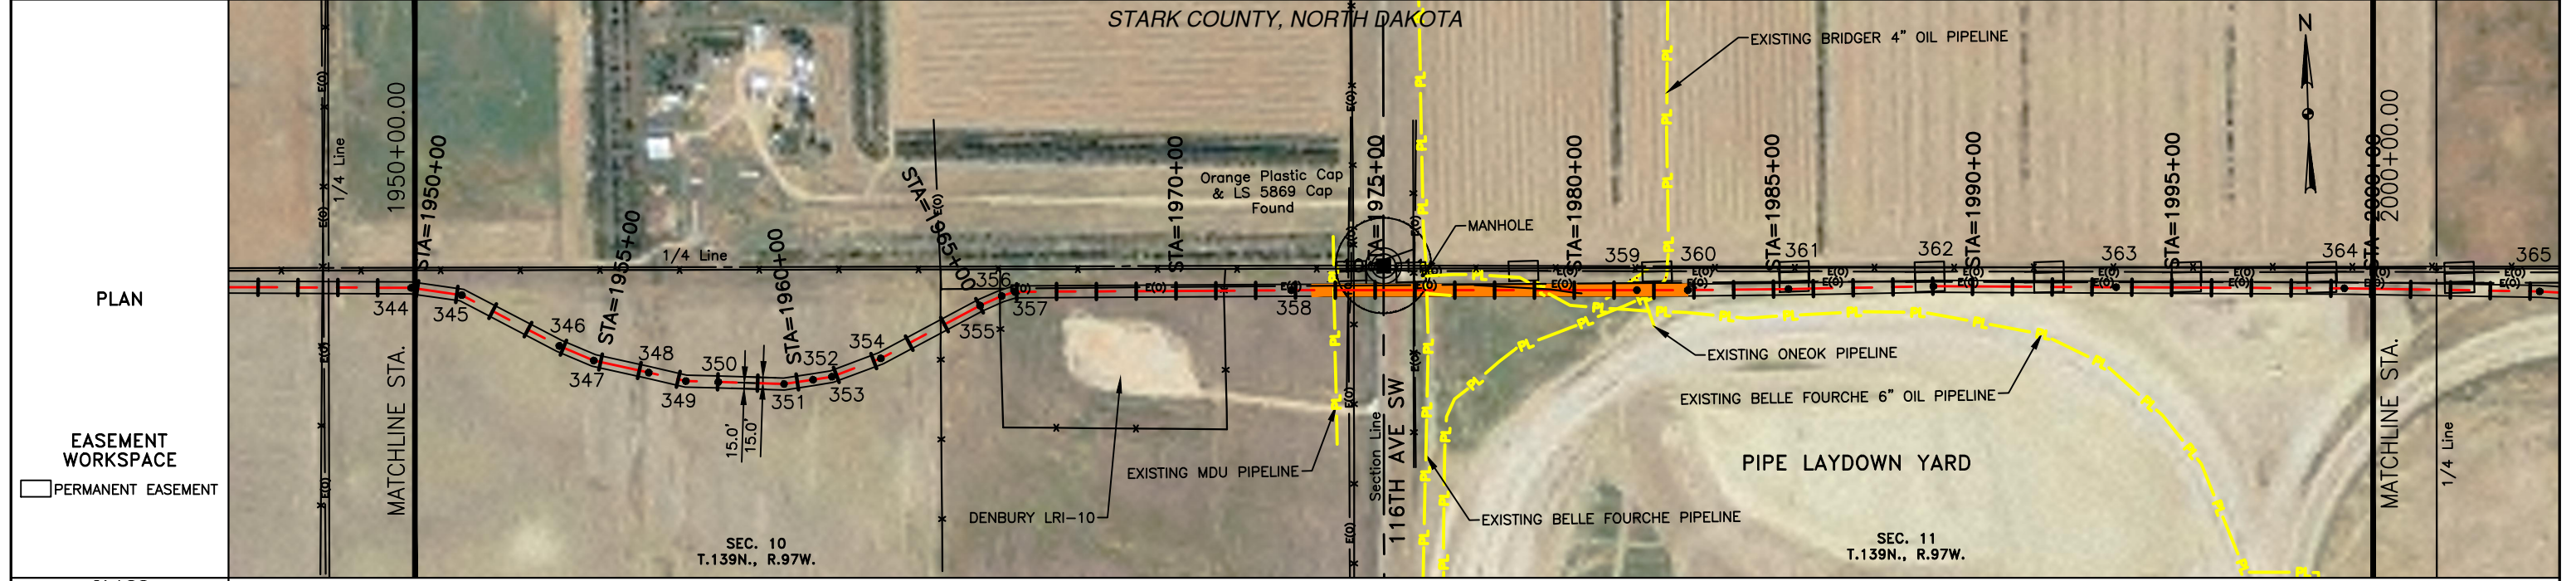 STARK COUNTY, NORTH DAKOTA
N
EXISTING BRIDGER 4" OIL PIPELINE
1/4 Line
1950+00.00
STA=1950+00
STA=1955+00
STA=1960+00
STA=1965+00
STA=1970+00
STA=1975+00
STA=1980+00
STA=1985+00
STA=1990+00
STA=1995+00
STA=2000+00
2000+00.00
Orange Plastic Cap
& LS 5869 Cap
Found
MANHOLE
1/4 Line
344
345
346
347
348
349
350
351
352
353
354
355
356
357
358
359
360
361
362
363
364
365
PLAN
15.0'
15.0'
EXISTING ONEOK PIPELINE
EXISTING BELLE FOURCHE 6" OIL PIPELINE
MATCHLINE STA.
EASEMENT
WORKSPACE
PERMANENT EASEMENT
EXISTING MDU PIPELINE
Section Line
116TH AVE SW
PIPE LAYDOWN YARD
MATCHLINE STA.
1/4 Line
DENBURY LRI-10
EXISTING BELLE FOURCHE PIPELINE
SEC. 10
T.139N., R.97W.
SEC. 11
T.139N., R.97W.